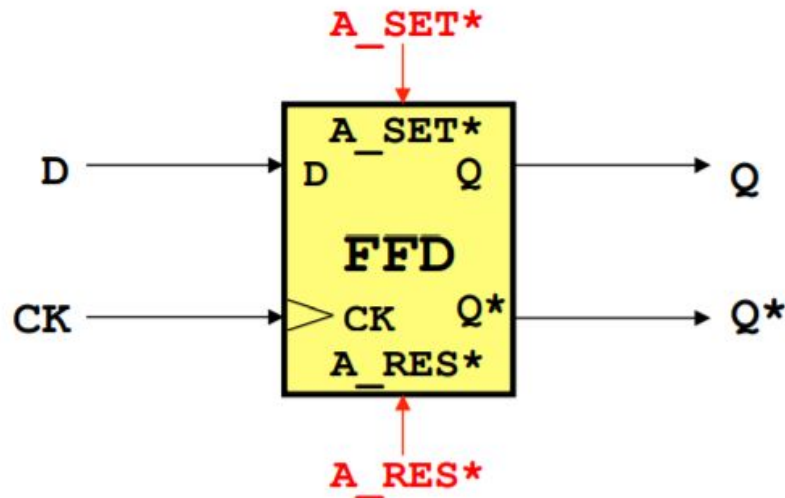 A_SET*
A_SET*
D D Q Q
FFD
CK CK Q* Q*
A_RES*
A_RES*